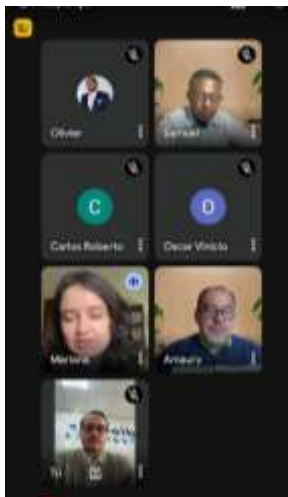 Olivier
Samuel
C
O
Carlos Roberto
Oscar Vinicio
Mariana
Amaury